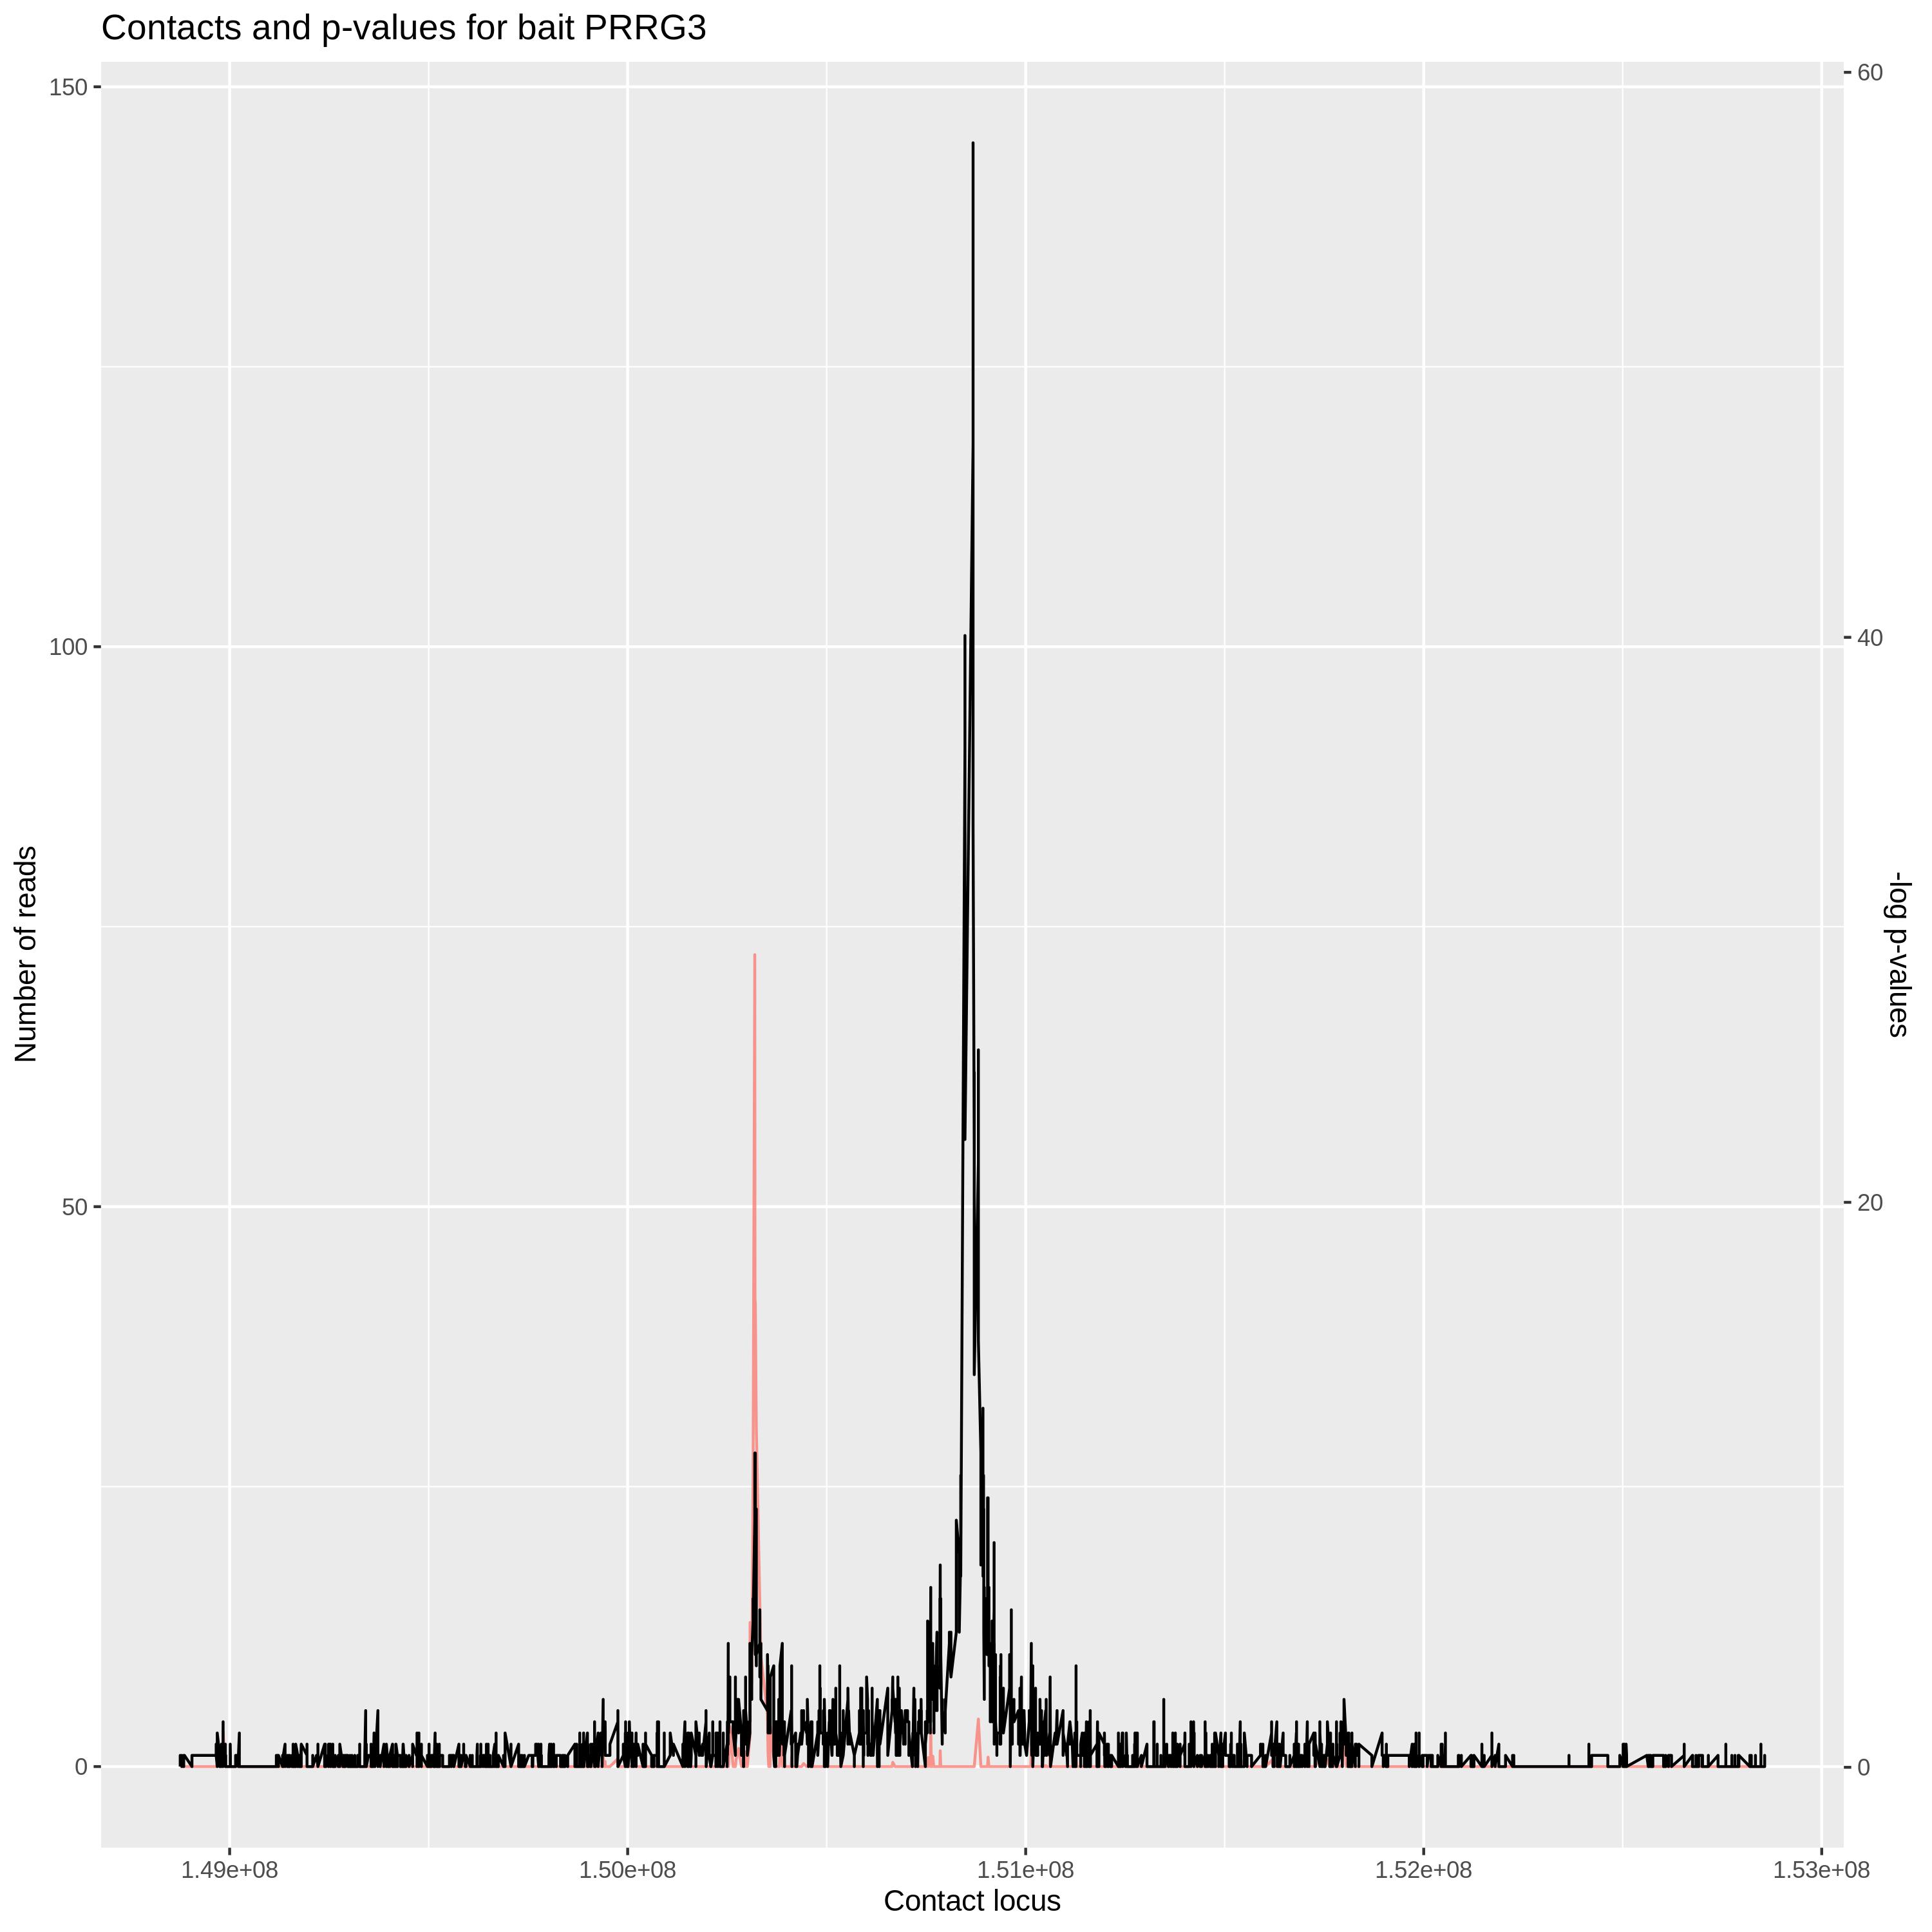 Contacts and p-values for bait PRRG3
150
100
50
0
60
40
20
0
Number of reads
-log p-values
1.49e+08
1.50e+08
1.51e+08
1.52e+08
1.53e+08
Contact locus